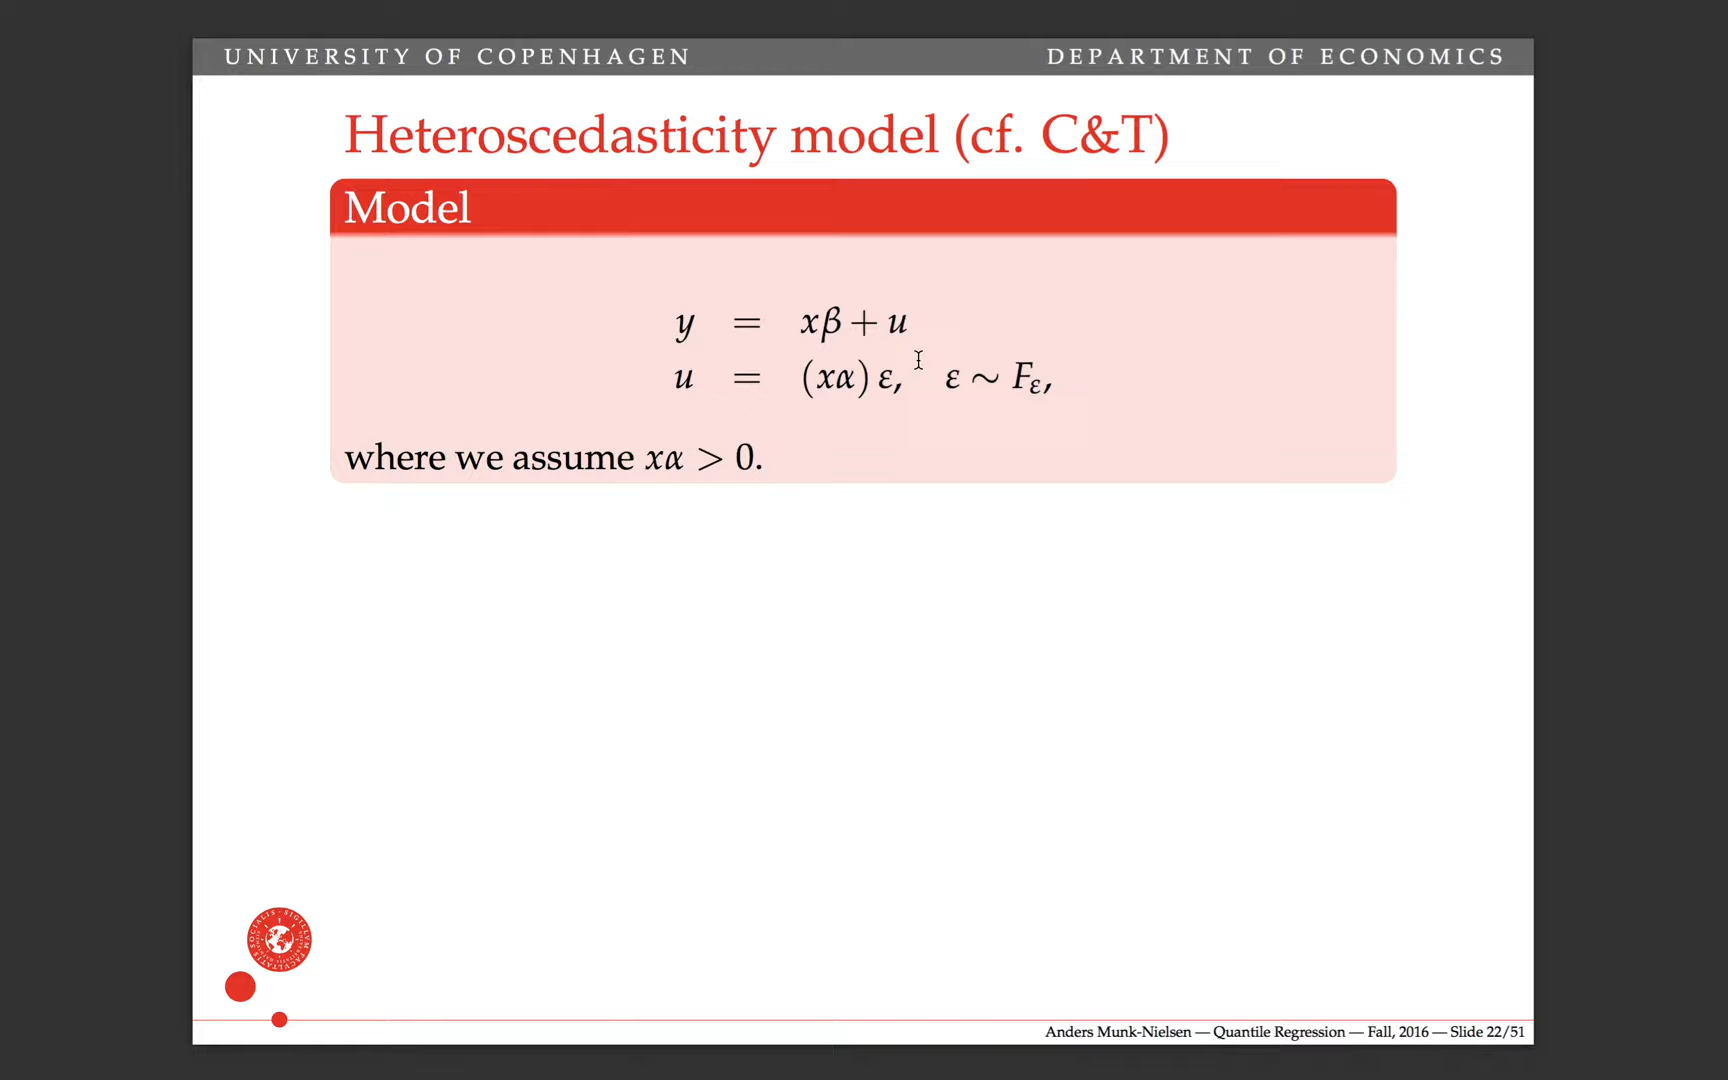 UNIVERSITY OF COPENHAGEN DEPARTMENT OF ECONOMICS
Heteroscedasticity model (cf. C&T)
Model
y = xβ + u
u = (xα) ε, ε ∼ F_ε,
where we assume xα > 0.
Anders Munk-Nielsen — Quantile Regression — Fall, 2016 — Slide 22/51